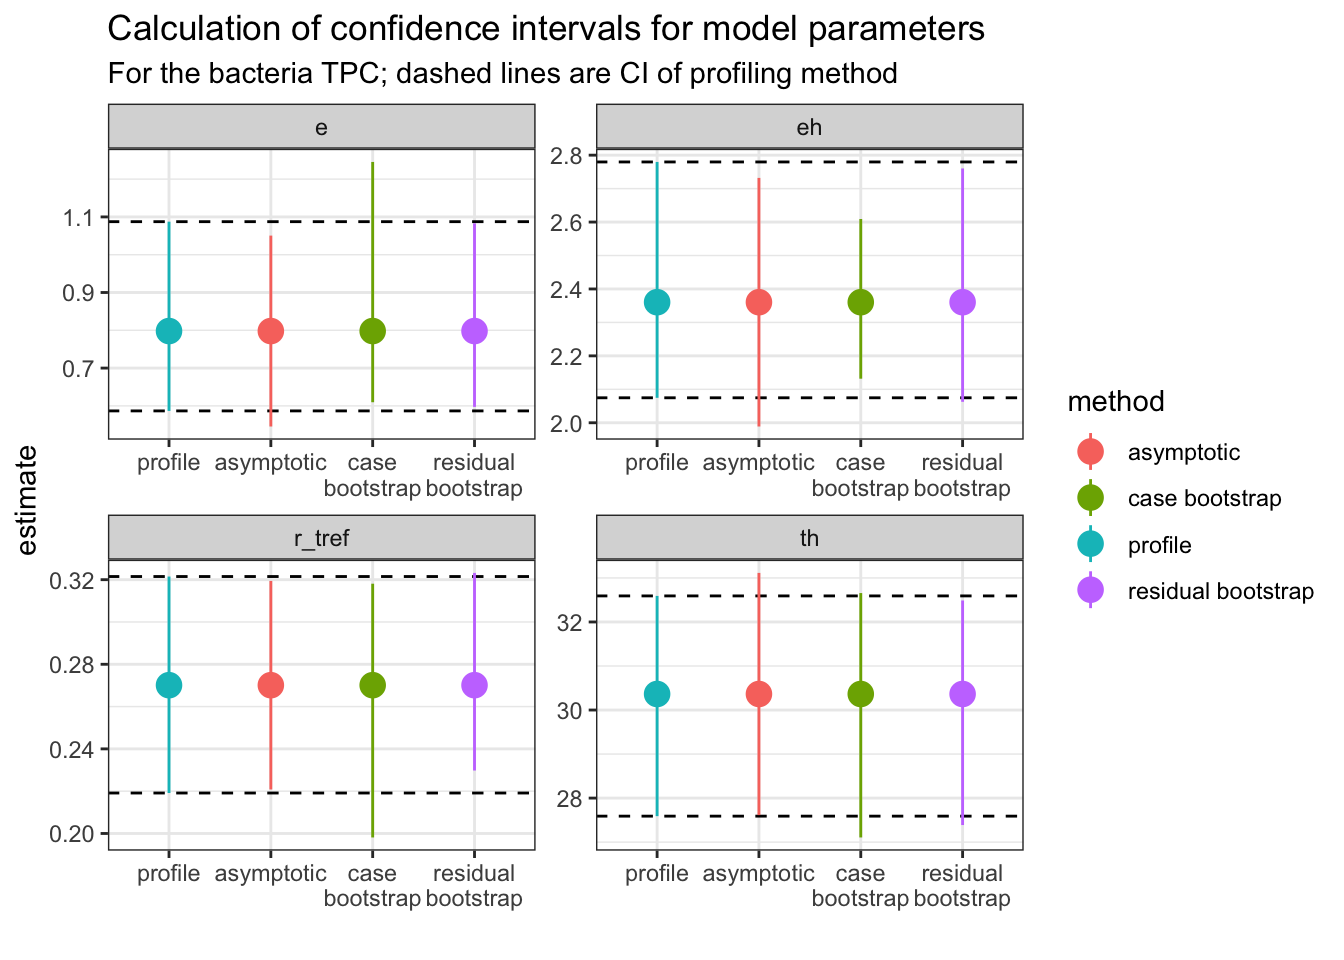 Calculation of confidence intervals for model parameters
For the bacteria TPC; dashed lines are CI of profiling method
e
1.1
0.9
0.7
profile
asymptotic
case
bootstrap
residual
bootstrap
eh
2.8
2.6
2.4
2.2
2.0
profile
asymptotic
case
bootstrap
residual
bootstrap
estimate
r_tref
0.32
0.28
0.24
0.20
profile
asymptotic
case
bootstrap
residual
bootstrap
th
32
30
28
profile
asymptotic
case
bootstrap
residual
bootstrap
method
asymptotic
case bootstrap
profile
residual bootstrap